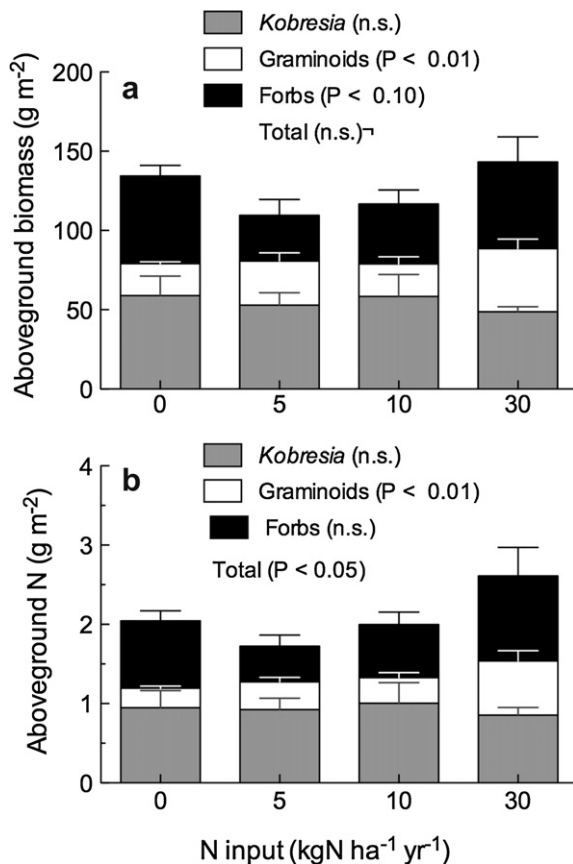 Kobresia (n.s.)
Graminoids (P < 0.01)
Forbs (P < 0.10)
Total (n.s.)¬
a
Aboveground biomass (g m⁻²)
200
150
100
50
0
0 5 10 30
Kobresia (n.s.)
Graminoids (P < 0.01)
Forbs (n.s.)
Total (P < 0.05)
b
Aboveground N (g m⁻²)
4
3
2
1
0
0 5 10 30
N input (kgN ha⁻¹ yr⁻¹)